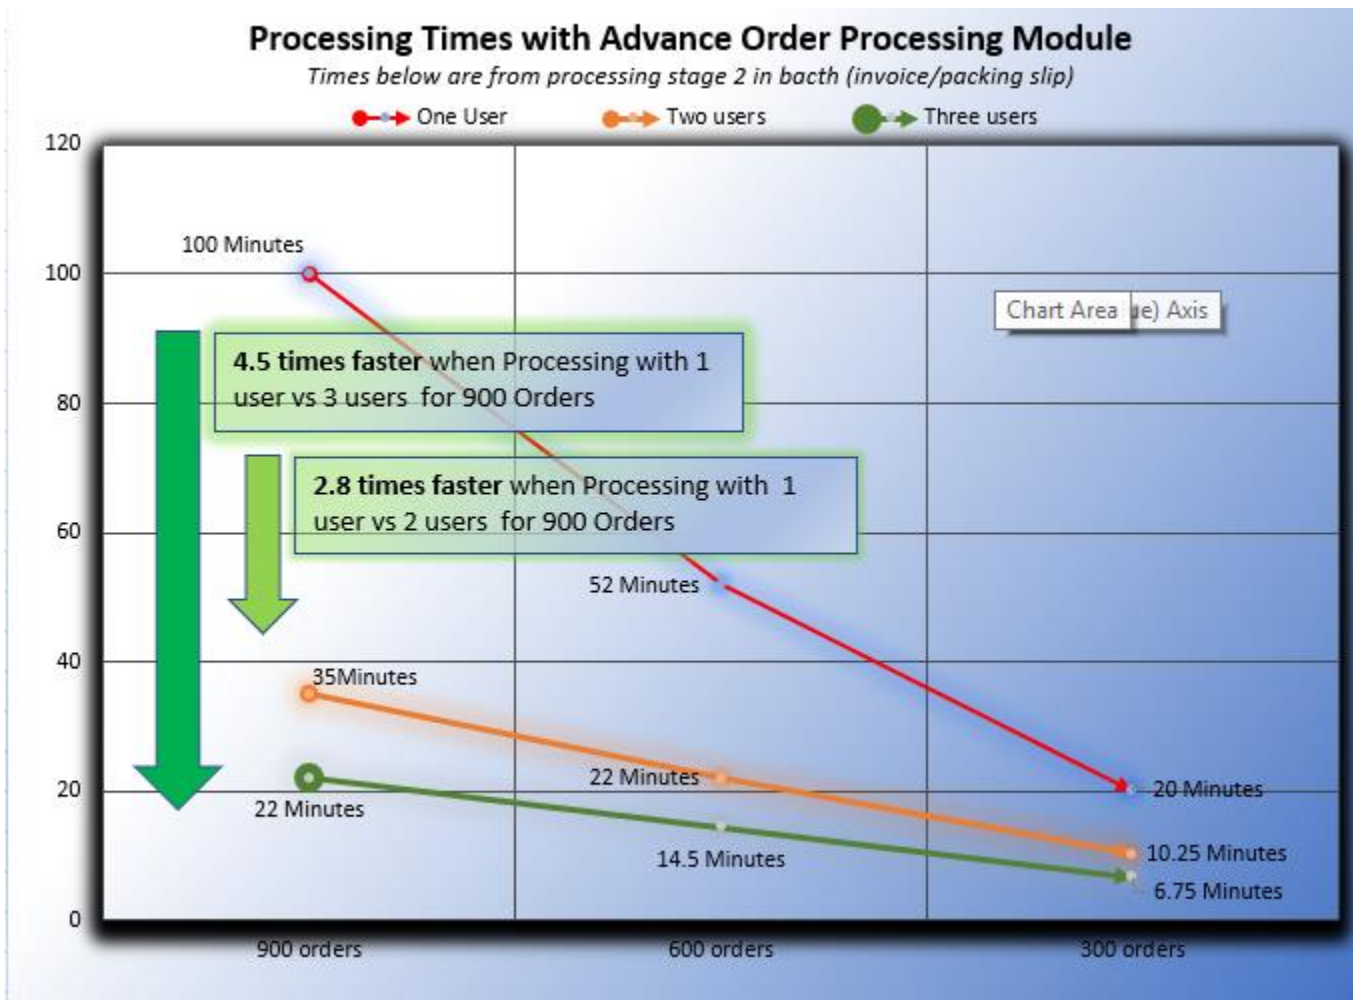 Processing Times with Advance Order Processing Module
Times below are from processing stage 2 in bacth (invoice/packing slip)
One User Two users Three users
120
100 Minutes
100
Chart Area ue) Axis
4.5 times faster when Processing with 1
user vs 3 users for 900 Orders
80
2.8 times faster when Processing with 1
user vs 2 users for 900 Orders
60
52 Minutes
40
35Minutes
22 Minutes
20
20 Minutes
22 Minutes
14.5 Minutes
10.25 Minutes
6.75 Minutes
0
900 orders 600 orders 300 orders